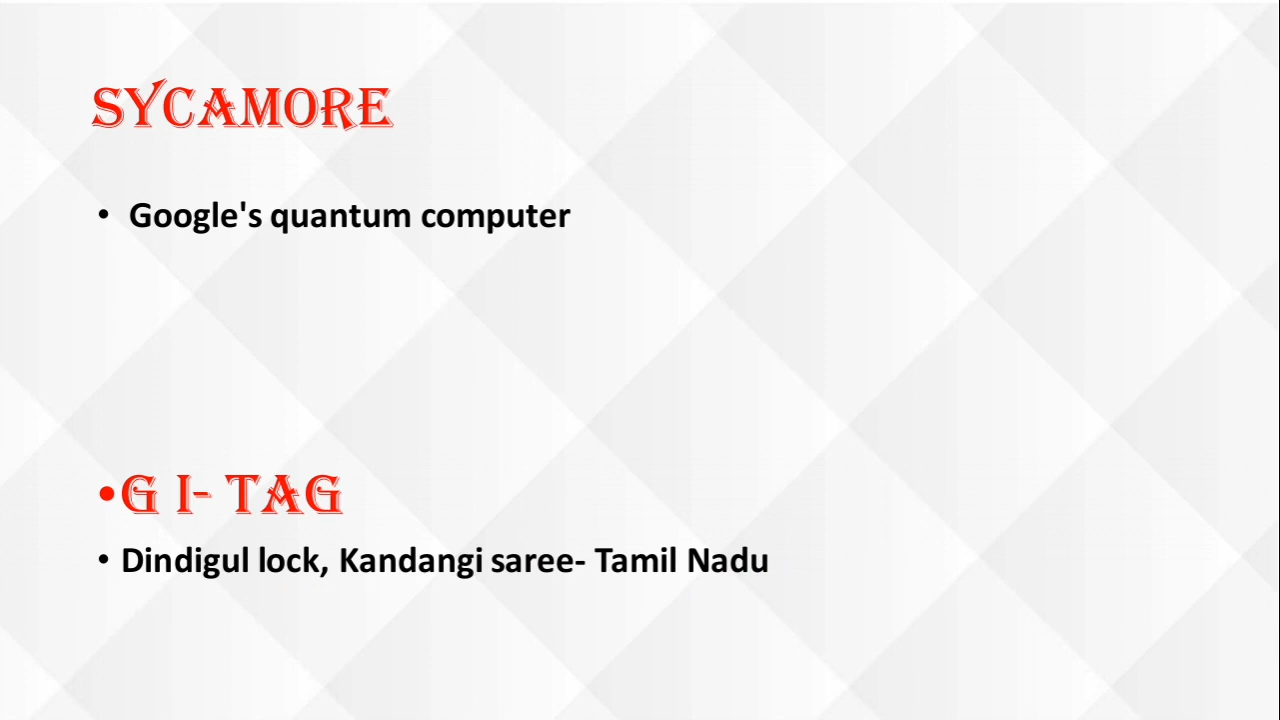 SYCAMORE
• Google's quantum computer
•G I- TAG
• Dindigul lock, Kandangi saree- Tamil Nadu